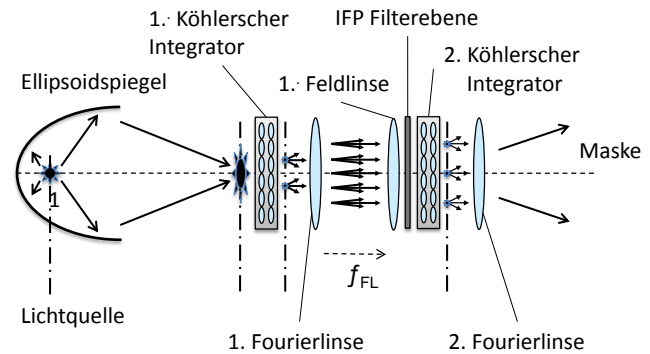 1. Köhlerscher
Integrator
IFP Filterebene
2. Köhlerscher
Integrator
Ellipsoidspiegel
1. Feldlinse
Maske
1
f_FL
Lichtquelle
1. Fourierlinse
2. Fourierlinse